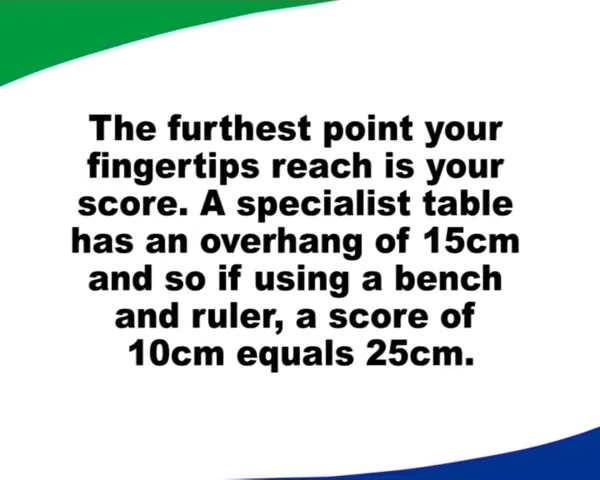 The furthest point your
fingertips reach is your
score. A specialist table
has an overhang of 15cm
and so if using a bench
and ruler, a score of
10cm equals 25cm.